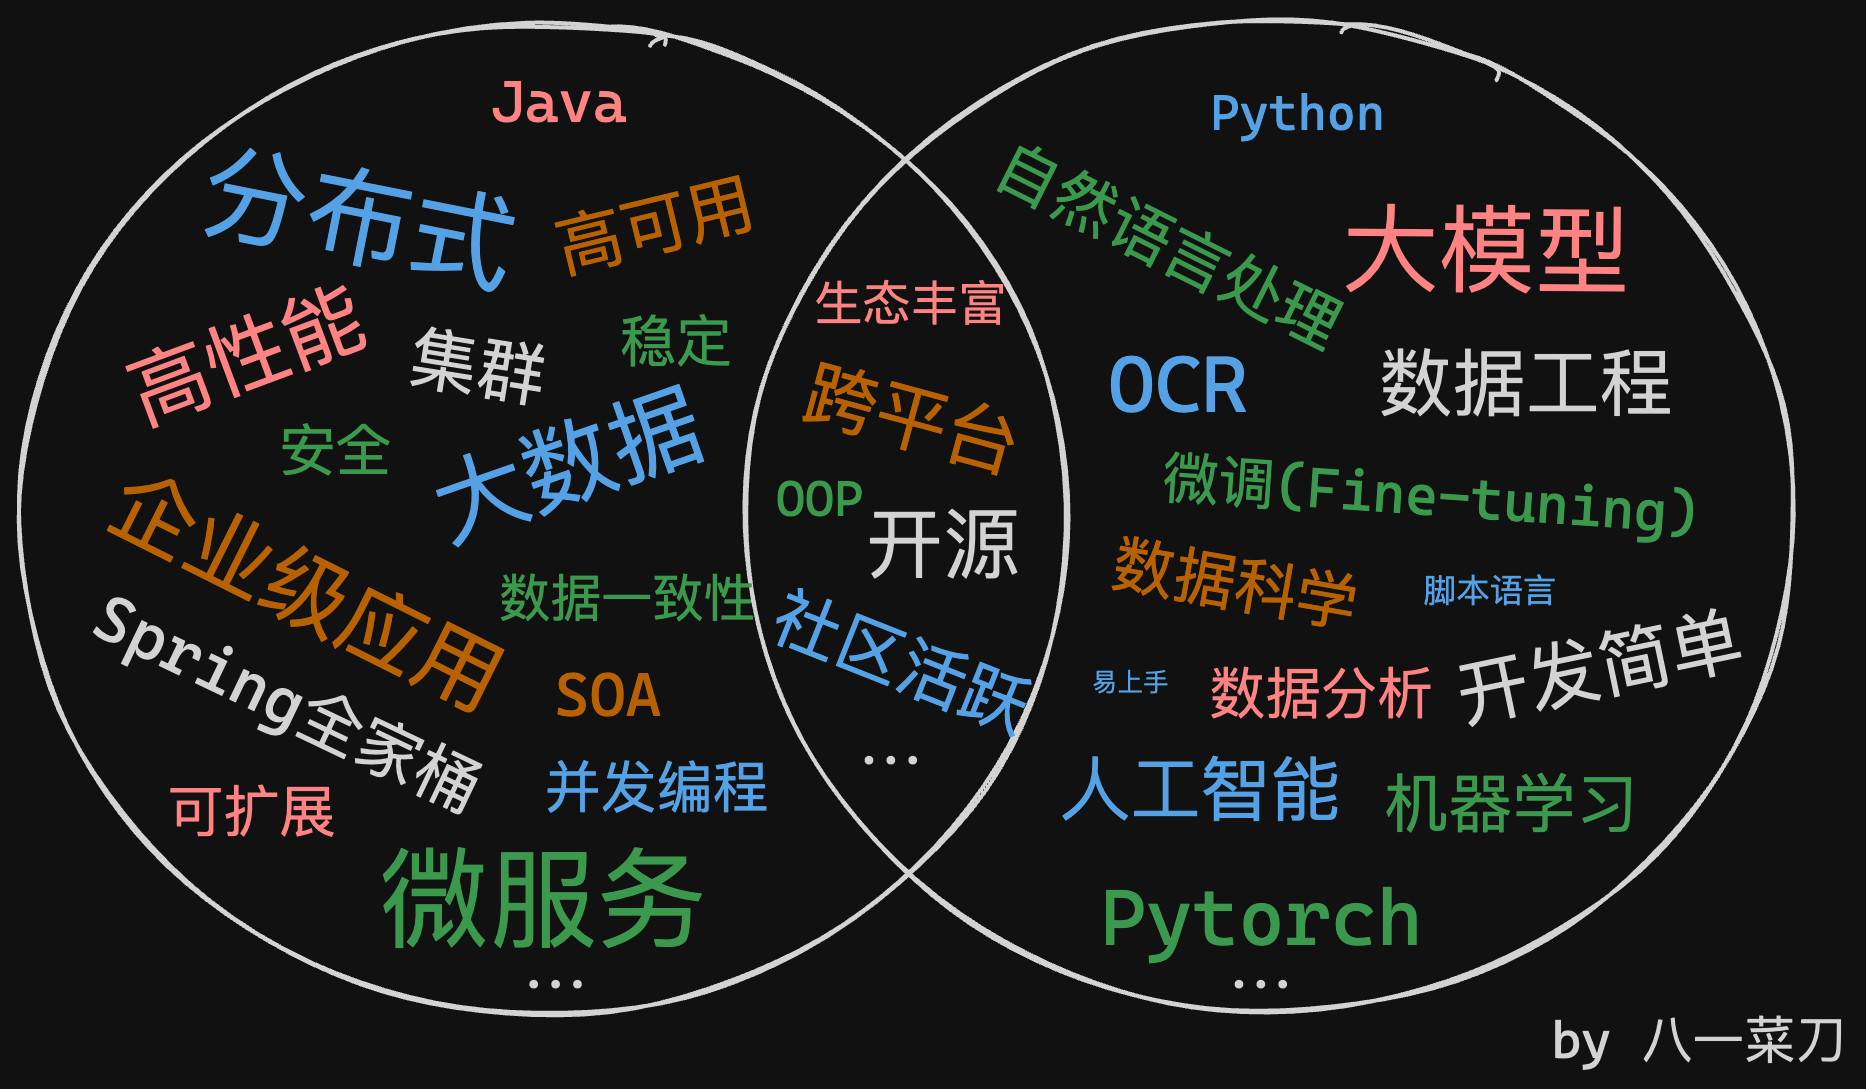 Java
分布式
高可用
高性能
集群
稳定
安全
大数据
企业级应用
数据一致性
Spring全家桶
SOA
可扩展
并发编程
微服务
...
生态丰富
跨平台
OOP
开源
社区活跃
...
Python
自然语言处理
大模型
OCR
数据工程
微调(Fine-tuning)
数据科学
脚本语言
易上手
数据分析
开发简单
人工智能
机器学习
Pytorch
...
by 八一菜刀